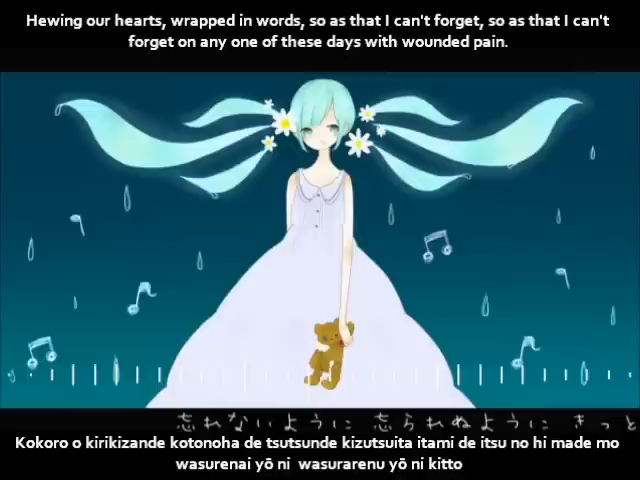 Hewing our hearts, wrapped in words, so as that I can't forget, so as that I can't
forget on any one of these days with wounded pain.
忘れないように 忘られぬように きっと
Kokoro o kirikizande kotonoha de tsutsunde kizutsuita itami de itsu no hi made mo
wasurenai yō ni  wasurarenu yō ni kitto